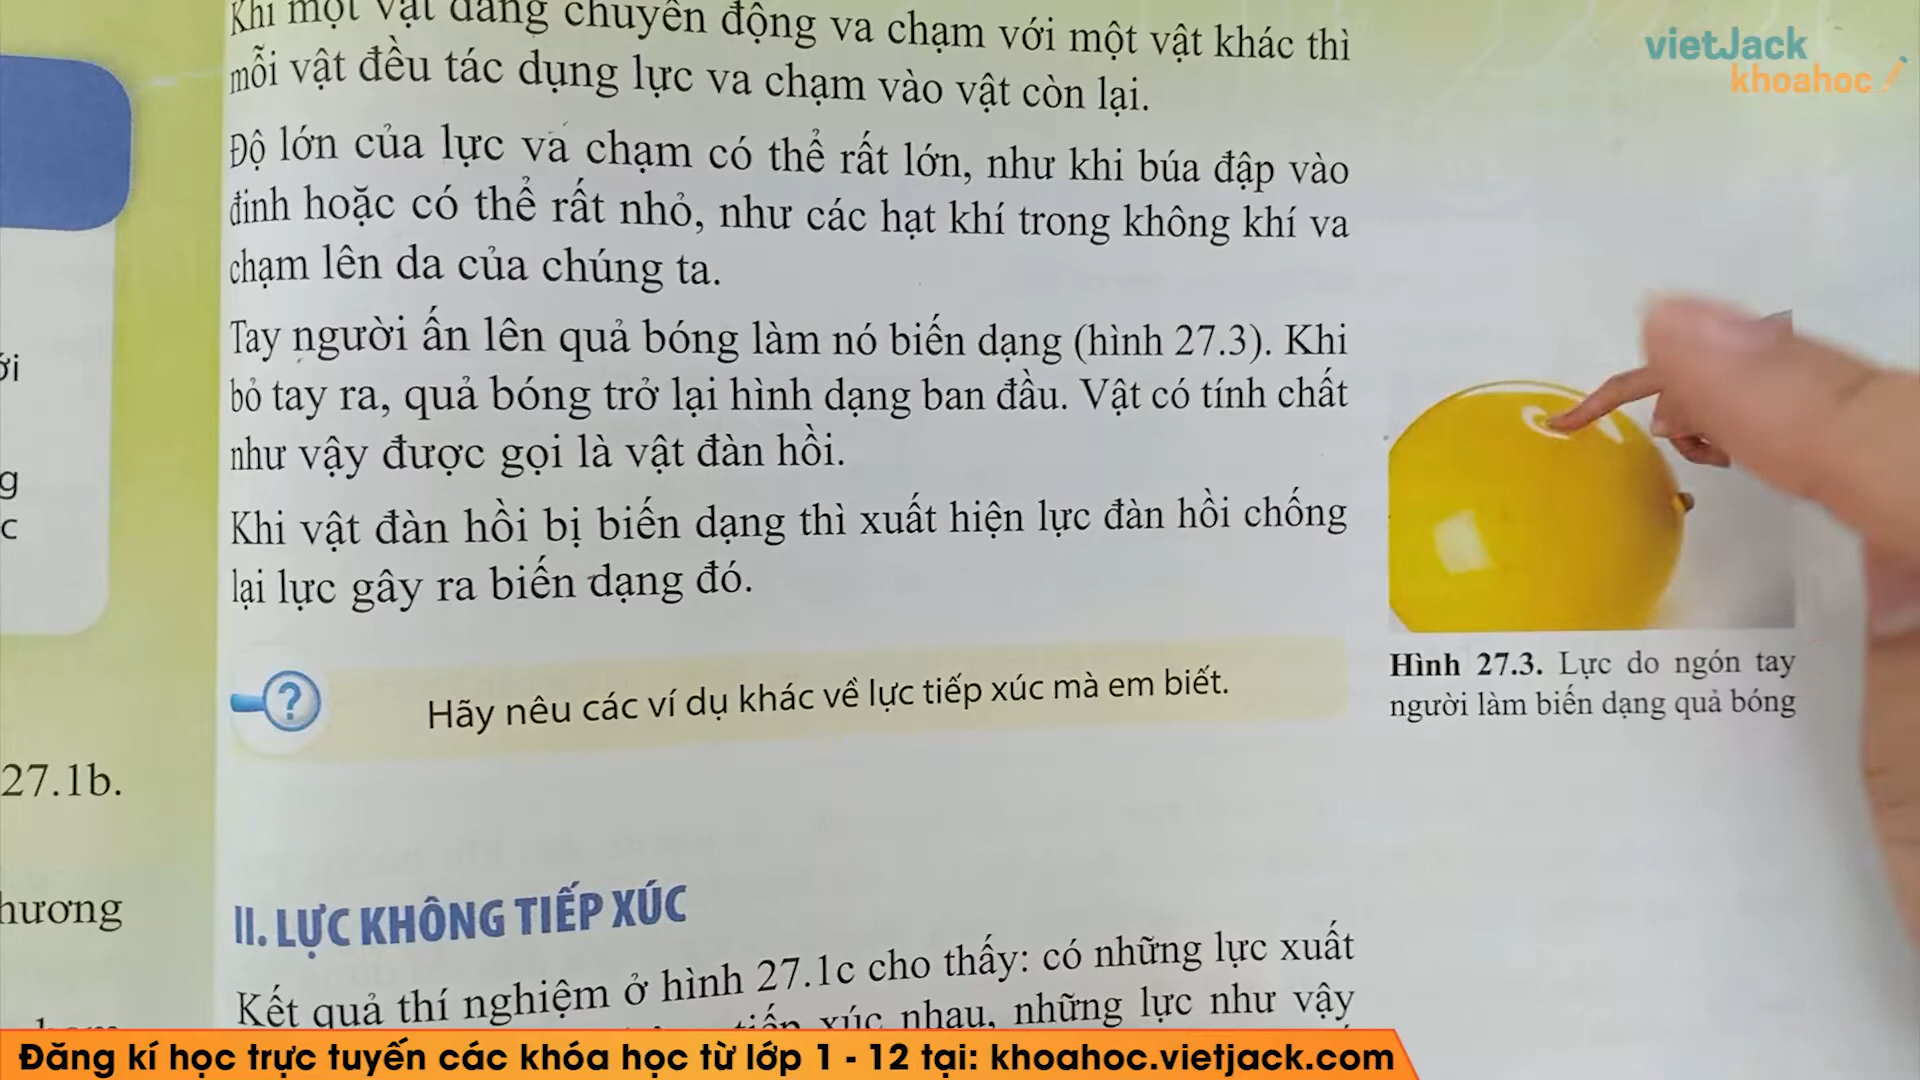 vietJack
khoahoc
Khi một vật đang chuyển động va chạm với một vật khác thì
mỗi vật đều tác dụng lực va chạm vào vật còn lại.
Độ lớn của lực va chạm có thể rất lớn, như khi búa đập vào
đinh hoặc có thể rất nhỏ, như các hạt khí trong không khí va
chạm lên da của chúng ta.
Tay người ấn lên quả bóng làm nó biến dạng (hình 27.3). Khi
bỏ tay ra, quả bóng trở lại hình dạng ban đầu. Vật có tính chất
như vậy được gọi là vật đàn hồi.
Khi vật đàn hồi bị biến dạng thì xuất hiện lực đàn hồi chống
lại lực gây ra biến dạng đó.
?
Hãy nêu các ví dụ khác về lực tiếp xúc mà em biết.
Hình 27.3. Lực do ngón tay
người làm biến dạng quả bóng
g
c
27.1b.
II. LỰC KHÔNG TIẾP XÚC
Kết quả thí nghiệm ở hình 27.1c cho thấy: có những lực xuất
tiếp xúc nhau, những lực như vậy
Đăng kí học trực tuyến các khóa học từ lớp 1 - 12 tại: khoahoc.vietjack.com